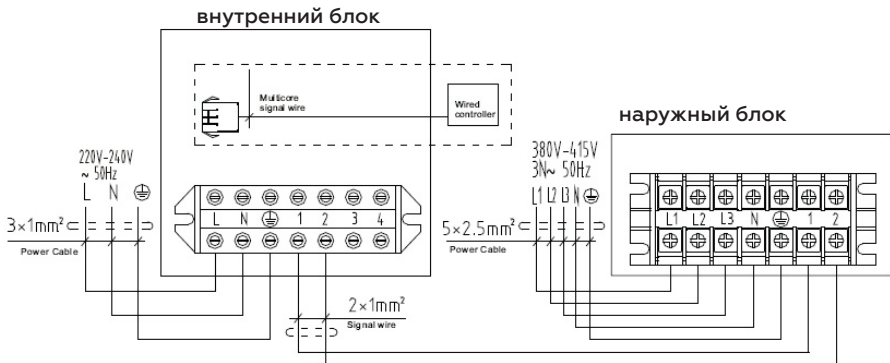 внутренний блок
Multicore
signal wire
Wired
controller
наружный блок
220V-240V
~ 50Hz
L N
3×1mm²
Power Cable
L N 1 2 3 4
2×1mm²
Signal wire
380V-415V
3N~ 50Hz
L1 L2 L3 N
5×2.5mm²
Power Cable
L1 L2 L3 N 1 2